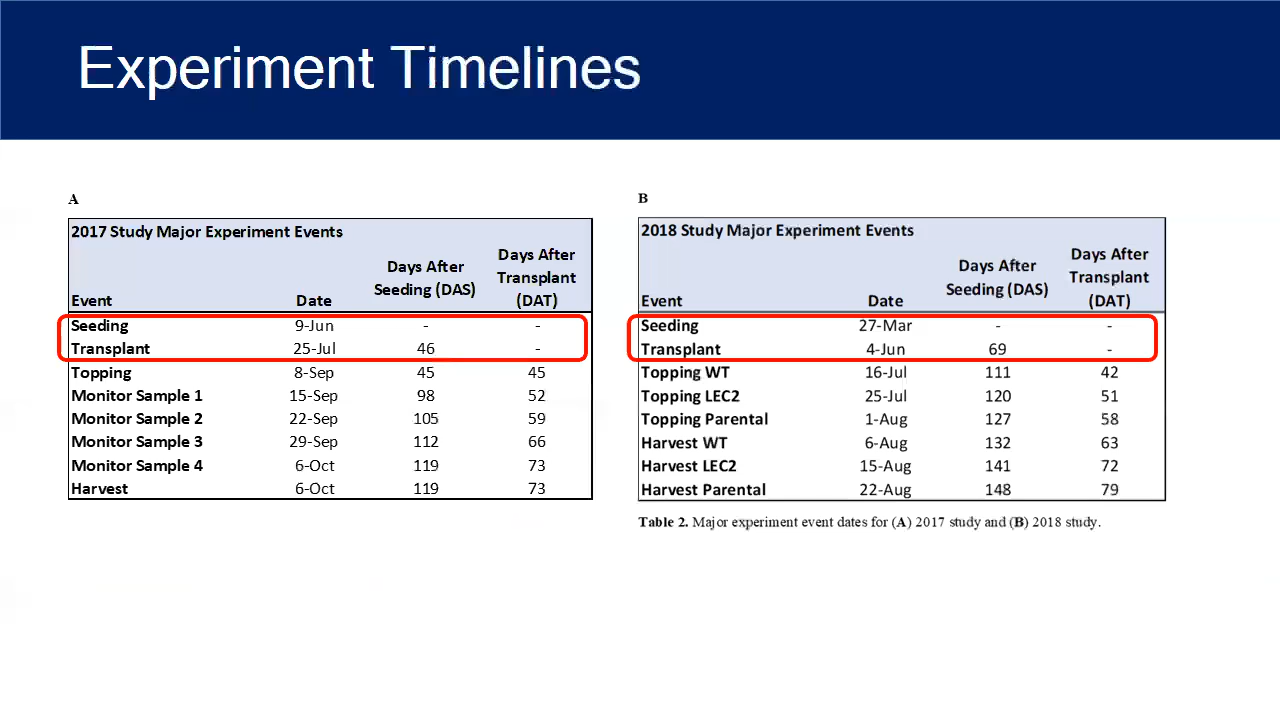 Experiment Timelines
A
2017 Study Major Experiment Events
Event Date Days After Seeding (DAS) Days After Transplant (DAT)
Seeding 9-Jun - -
Transplant 25-Jul 46 -
Topping 8-Sep 45 45
Monitor Sample 1 15-Sep 98 52
Monitor Sample 2 22-Sep 105 59
Monitor Sample 3 29-Sep 112 66
Monitor Sample 4 6-Oct 119 73
Harvest 6-Oct 119 73
B
2018 Study Major Experiment Events
Event Date Days After Seeding (DAS) Days After Transplant (DAT)
Seeding 27-Mar - -
Transplant 4-Jun 69 -
Topping WT 16-Jul 111 42
Topping LEC2 25-Jul 120 51
Topping Parental 1-Aug 127 58
Harvest WT 6-Aug 132 63
Harvest LEC2 15-Aug 141 72
Harvest Parental 22-Aug 148 79
Table 2. Major experiment event dates for (A) 2017 study and (B) 2018 study.